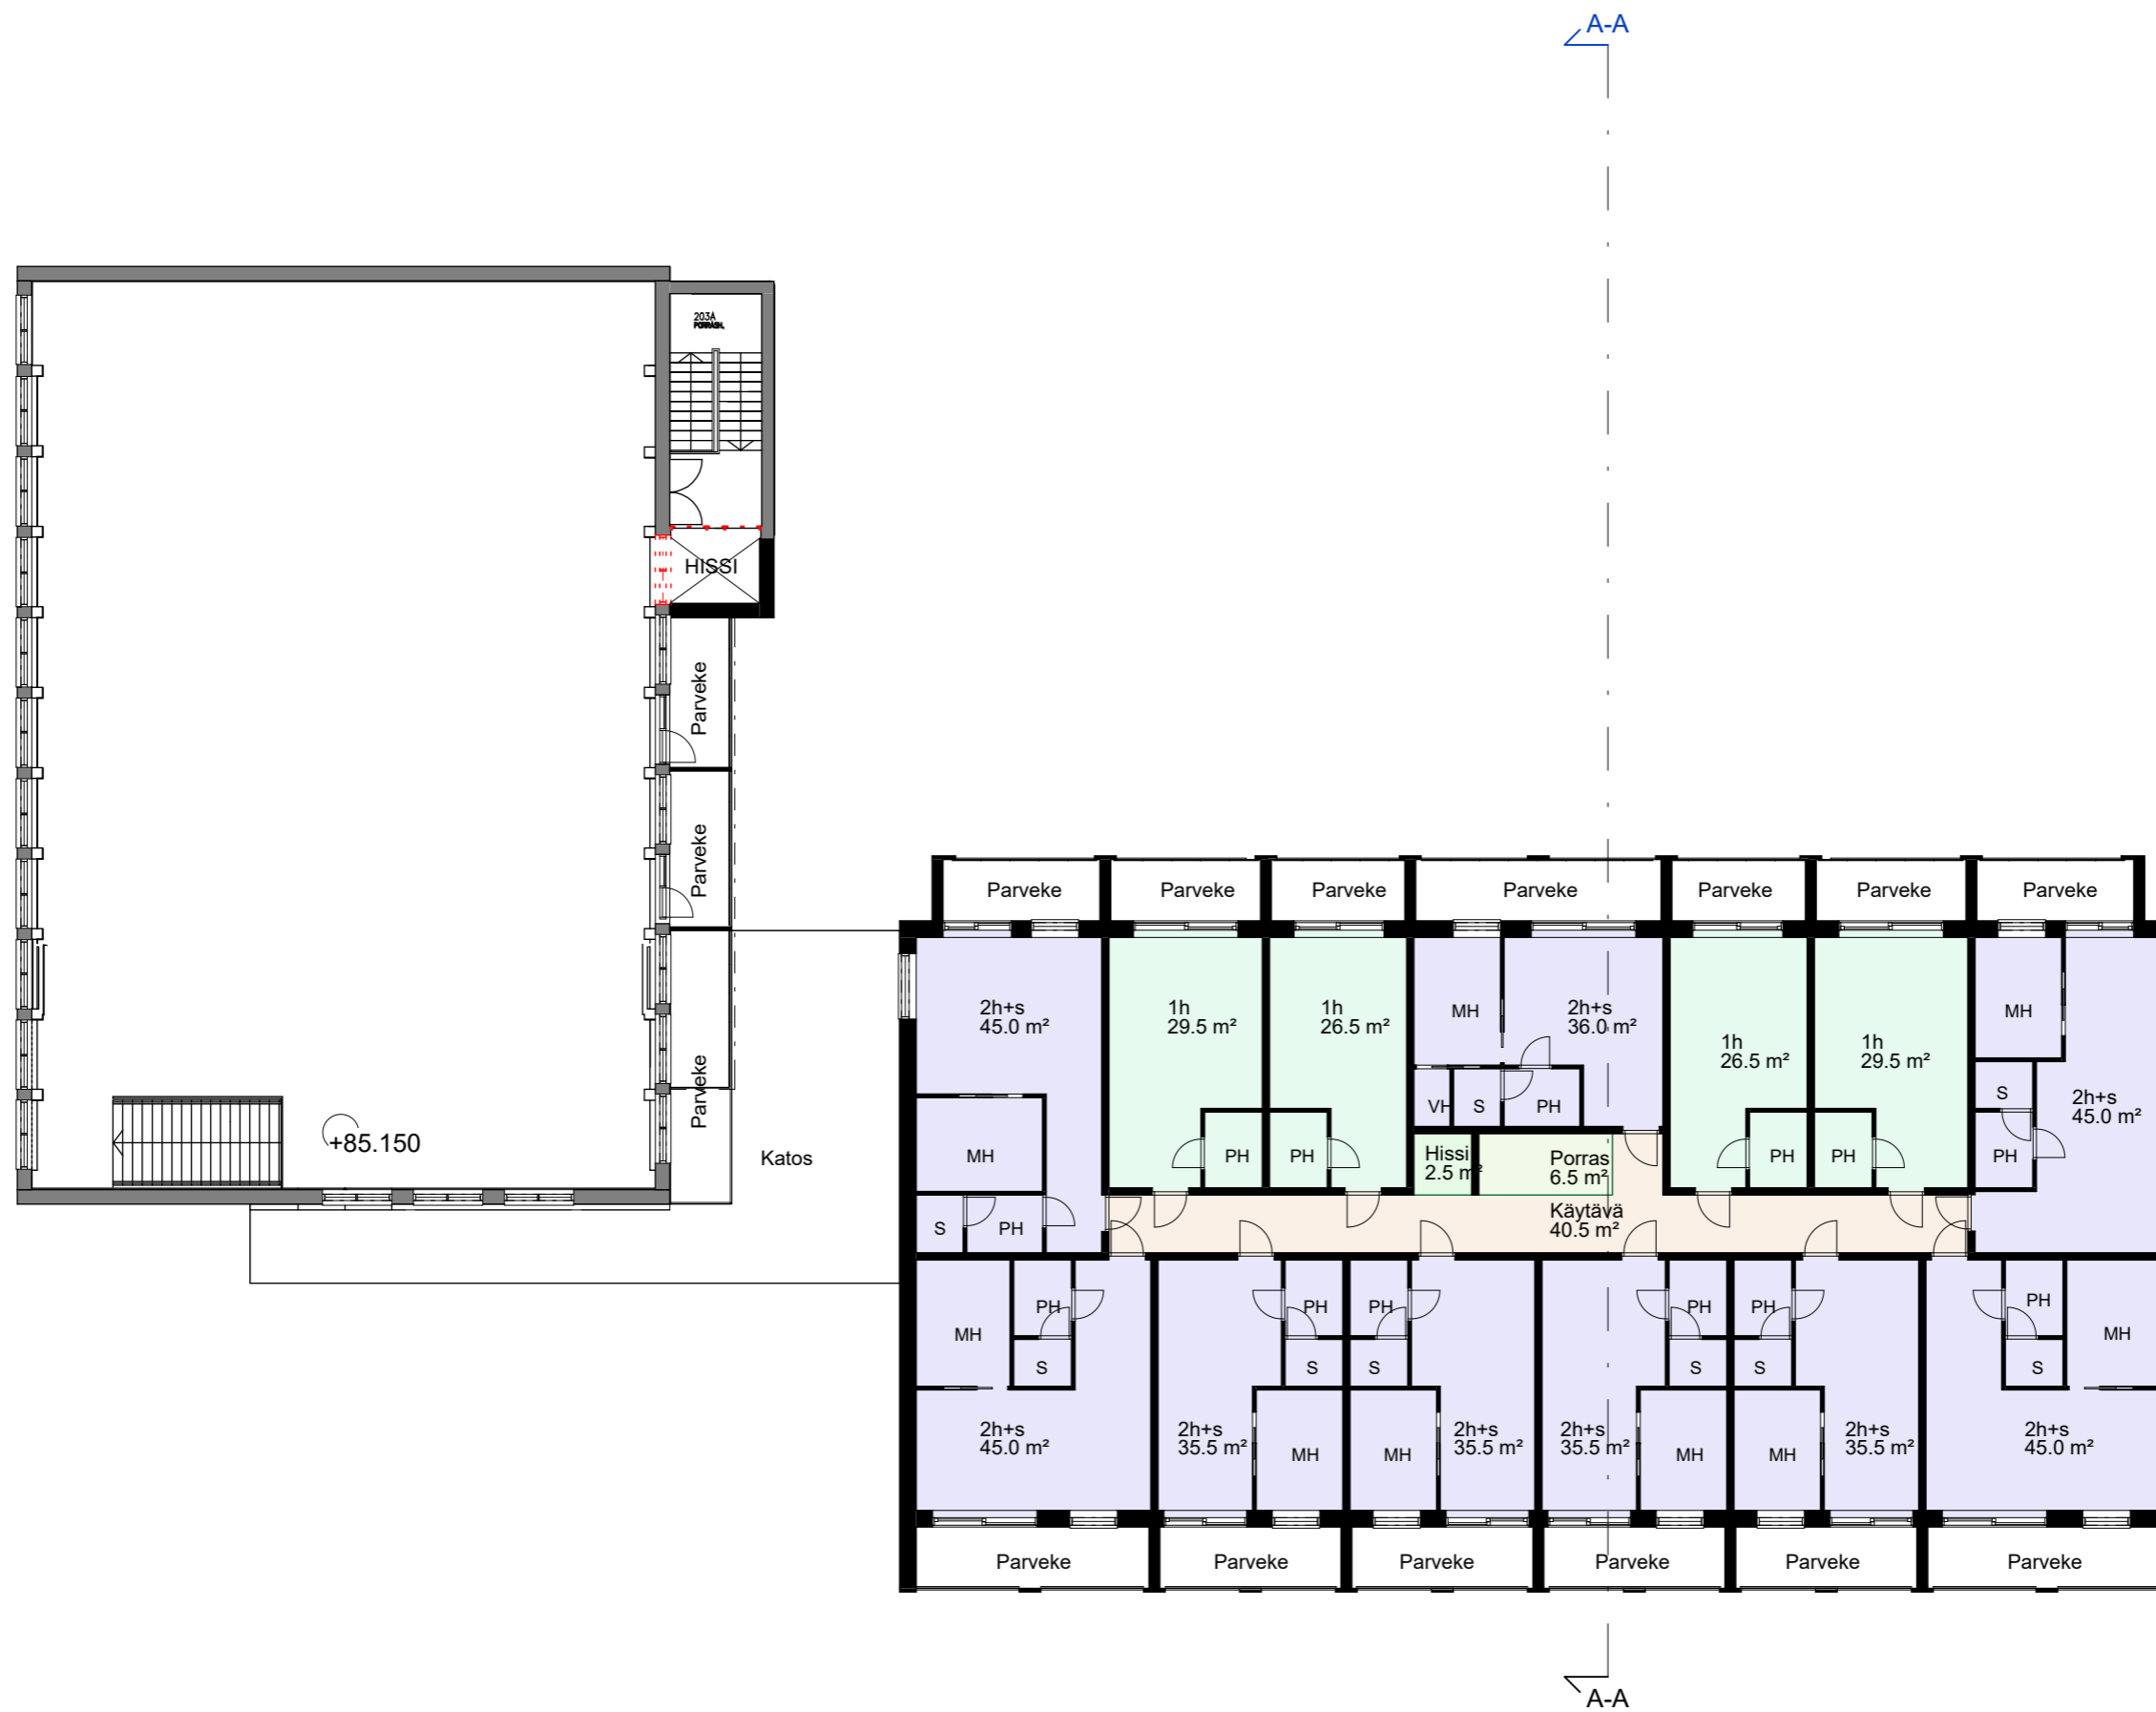 A-A
203A
PORRASH.
HISSI
Parveke
Parveke
Parveke
Katos
+85.150
Parveke
Parveke
Parveke
Parveke
Parveke
Parveke
Parveke
2h+s
45.0 m²
1h
29.5 m²
1h
26.5 m²
MH
2h+s
36.0 m²
1h
26.5 m²
1h
29.5 m²
MH
2h+s
45.0 m²
VH
S
PH
S
PH
MH
PH
PH
Hissi
2.5 m²
Porras
6.5 m²
PH
PH
S
PH
Käytävä
40.5 m²
MH
PH
S
PH
S
PH
S
PH
S
PH
S
PH
S
MH
2h+s
45.0 m²
2h+s
35.5 m²
MH
MH
2h+s
35.5 m²
2h+s
35.5 m²
MH
MH
2h+s
35.5 m²
2h+s
45.0 m²
Parveke
Parveke
Parveke
Parveke
Parveke
Parveke
A-A